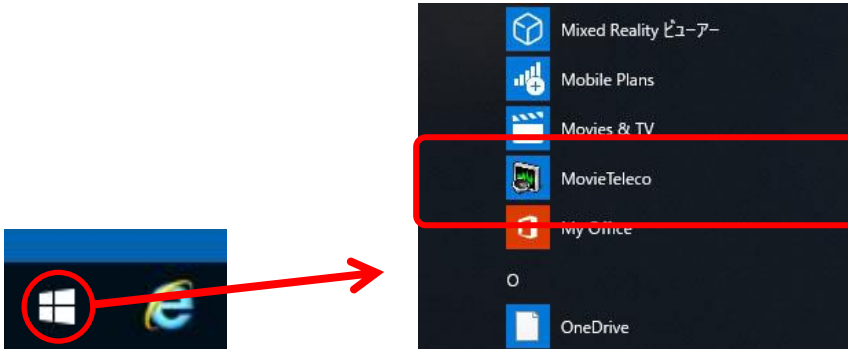 Mixed Reality ビューアー
Mobile Plans
Movies & TV
MovieTeleco
My Office
O
OneDrive